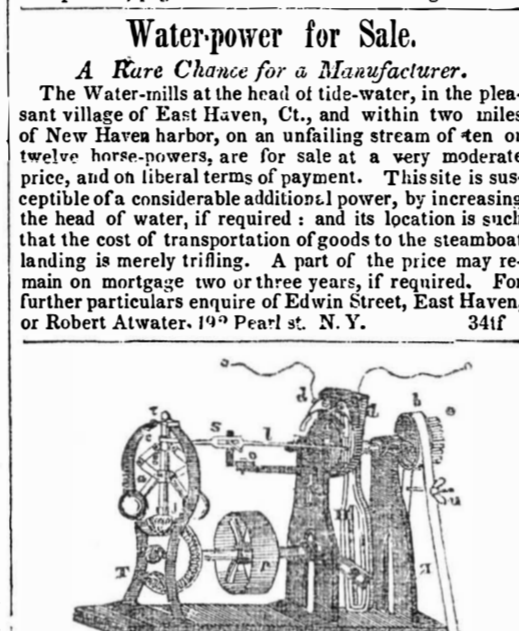 Water-power for Sale.
A Rare Chance for a Manufacturer.
The Water-mills at the head of tide-water, in the plea-
sant village of East Haven, Ct., and within two miles
of New Haven harbor, on an unfailing stream of ten or
twelve horse-powers, are for sale at a very moderate
price, and on liberal terms of payment. This site is sus-
ceptible of a considerable additional power, by increasing
the head of water, if required : and its location is such
that the cost of transportation of goods to the steamboat
landing is merely trifling. A part of the price may re-
main on mortgage two or three years, if required. For
further particulars enquire of Edwin Street, East Haven
or Robert Atwater. Pearl st. N. Y. 34tf
d b
s l L
o
r
T